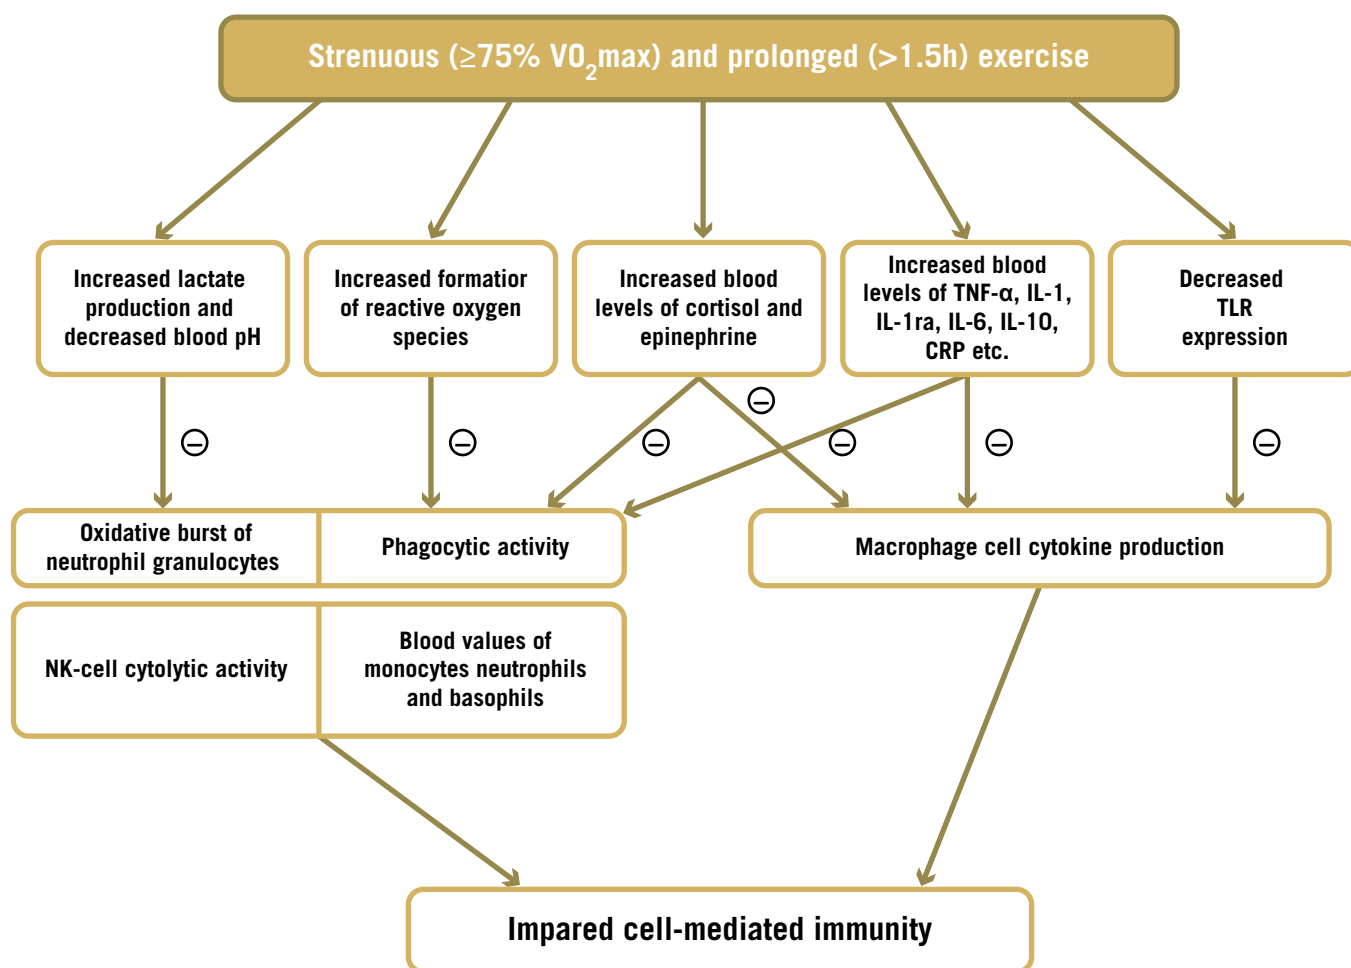 Strenuous (≥75% VO₂max) and prolonged (>1.5h) exercise
Increased lactate
production and
decreased blood pH
Increased formatior
of reactive oxygen
species
Increased blood
levels of cortisol and
epinephrine
Increased blood
levels of TNF-α, IL-1,
IL-1ra, IL-6, IL-10,
CRP etc.
Decreased
TLR
expression
Oxidative burst of
neutrophil granulocytes
Phagocytic activity
Macrophage cell cytokine production
NK-cell cytolytic activity
Blood values of
monocytes neutrophils
and basophils
Impared cell-mediated immunity